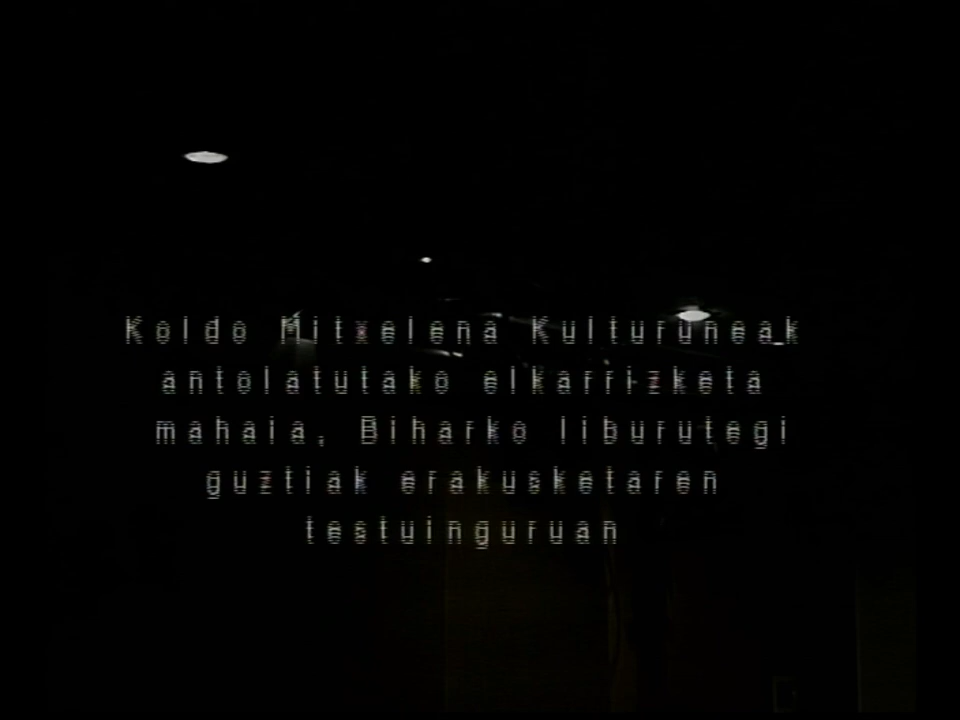 Koldo Mitxelena Kulturuneak
antolatutako elkarrizketa
mahaia. Biharko liburutegi
guztiak erakusketaren
testuinguruan